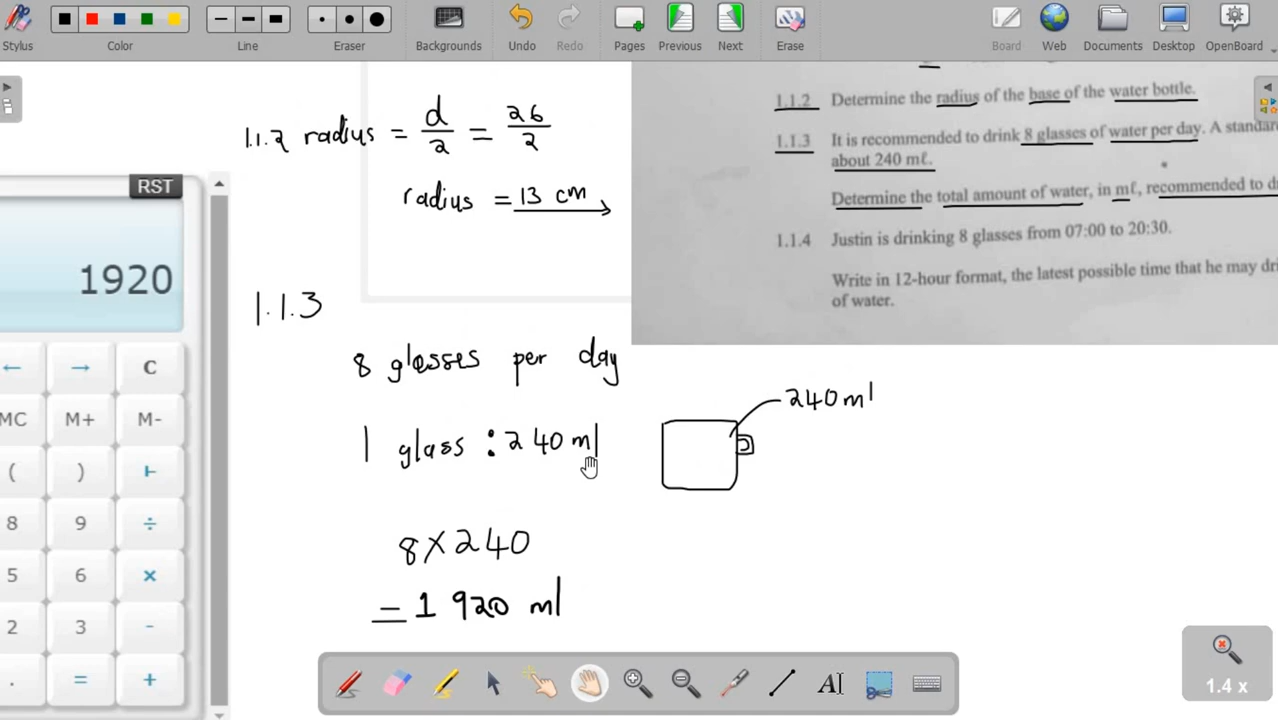 Stylus
Color
Line
Eraser
Backgrounds
Undo
Redo
Pages
Previous
Next
Erase
Board
Web
Documents
Desktop
OpenBoard
1.1.2 radius = d/2 = 26/2
radius = 13 cm
1.1.2 Determine the radius of the base of the water bottle.
1.1.3 It is recommended to drink 8 glasses of water per day. A standar
about 240 mℓ.
Determine the total amount of water, in mℓ, recommended to d
1.1.4 Justin is drinking 8 glasses from 07:00 to 20:30.
Write in 12-hour format, the latest possible time that he may dri
of water.
RST
1920
← → C
MC M+ M-
( )
8 9 ÷
5 6 ×
2 3 -
. = +
1.1.3
8 glasses per day
1 glass : 240 ml
240 ml
8 × 240
= 1 920 ml
AI
1.4 x